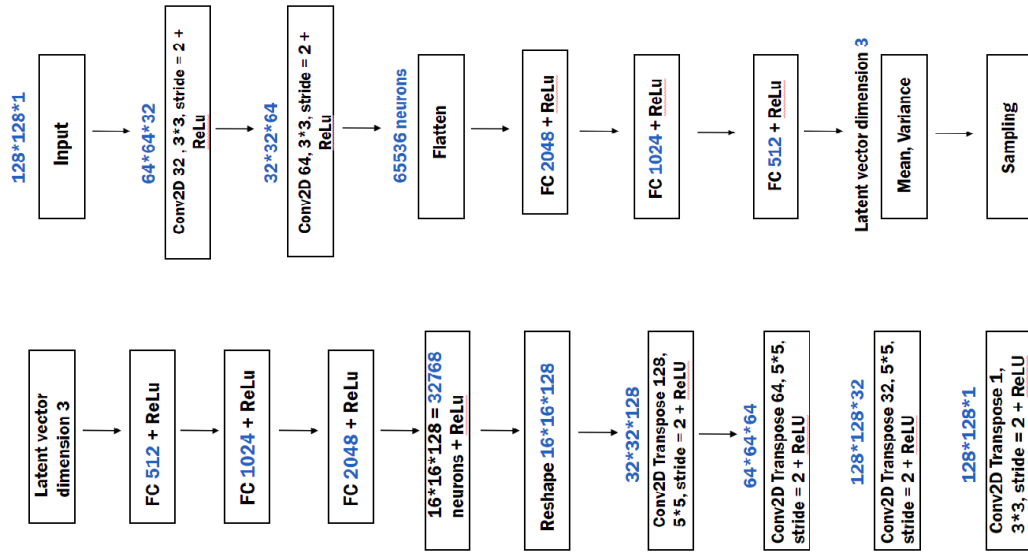 128*128*1
Input
64*64*32
Conv2D 32 , 3*3, stride = 2 +
ReLu
32*32*64
Conv2D 64, 3*3, stride = 2 +
ReLu
65536 neurons
Flatten
FC 2048 + ReLu
FC 1024 + ReLu
FC 512 + ReLu
Latent vector dimension 3
Mean, Variance
Sampling
Latent vector
dimension 3
FC 512 + ReLu
FC 1024 + ReLu
FC 2048 + ReLu
16*16*128 = 32768
neurons + ReLu
Reshape 16*16*128
32*32*128
Conv2D Transpose 128,
5*5, stride = 2 + ReLU
64*64*64
Conv2D Transpose 64, 5*5,
stride = 2 + ReLU
128*128*32
Conv2D Transpose 32, 5*5,
stride = 2 + ReLU
128*128*1
Conv2D Transpose 1,
3*3, stride = 2 + ReLU